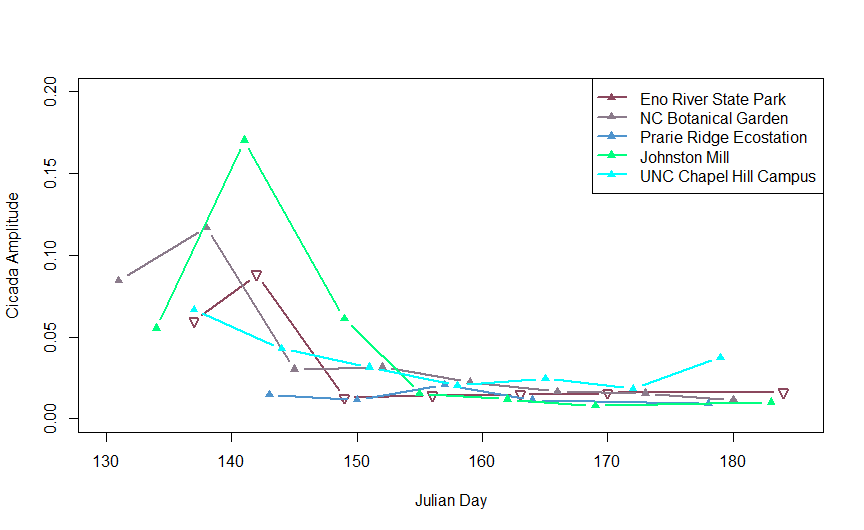 0.20
0.15
0.10
0.05
0.00
Cicada Amplitude
130 140 150 160 170 180
Julian Day
Eno River State Park
NC Botanical Garden
Prarie Ridge Ecostation
Johnston Mill
UNC Chapel Hill Campus